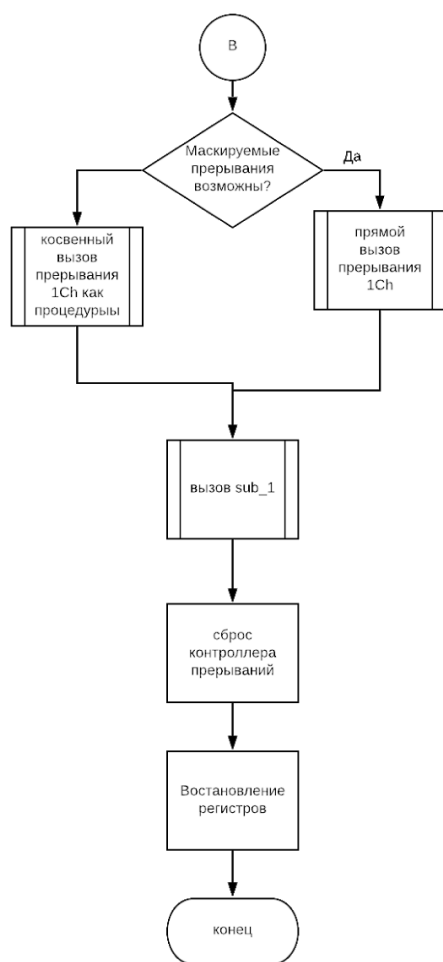 В
Маскируемые
прерывания
возможны?
Да
косвенный
вызов
прерывания
1Ch как
процедурыы
прямой
вызов
прерывания
1Ch
вызов sub_1
сброс
контроллера
прерываний
Востановление
регистров
конец